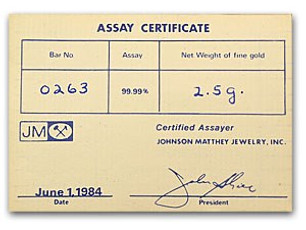 ASSAY CERTIFICATE
Bar No Assay Net Weight of fine gold
0263 99.99% 2.5g.
JM Certified Assayer
JOHNSON MATTHEY JEWELRY, INC.
June 1,1984
Date President